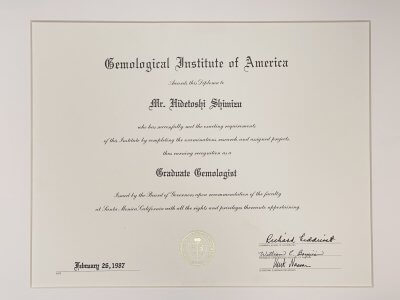 Gemological Institute of America
Awards this Diploma to
Mr. Hidetoshi Shimizu
who has successfully met the exacting requirements
of this Institute by completing the examinations research and assigned projects,
thus earning recognition as a
Graduate Gemologist
Issued by the Board of Governors upon recommendation of the faculty
at Santa Monica California with all the rights and privileges thereunto appertaining.
February 26, 1987
Richard
William